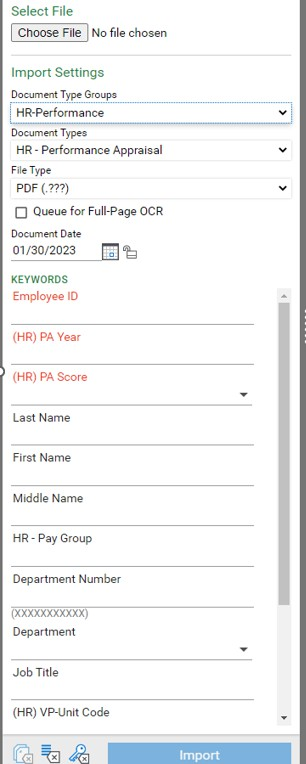 Select File
Choose File No file chosen
Import Settings
Document Type Groups
HR-Performance
Document Types
HR - Performance Appraisal
File Type
PDF (.???)
Queue for Full-Page OCR
Document Date
01/30/2023
KEYWORDS
Employee ID
(HR) PA Year
(HR) PA Score
Last Name
First Name
Middle Name
HR - Pay Group
Department Number
(XXXXXXXXXXX)
Department
Job Title
(HR) VP-Unit Code
Import